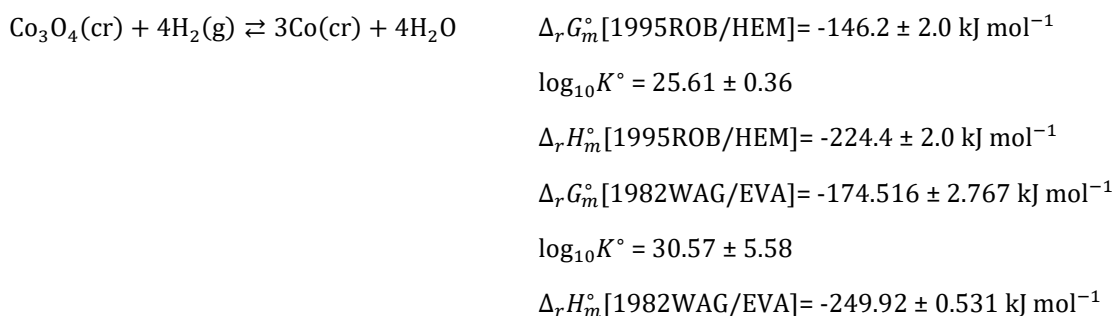 Co₃O₄(cr) + 4H₂(g) ⇄ 3Co(cr) + 4H₂O ΔᵣG°ₘ[1995ROB/HEM]= -146.2 ± 2.0 kJ mol⁻¹
log₁₀K° = 25.61 ± 0.36
ΔᵣH°ₘ[1995ROB/HEM]= -224.4 ± 2.0 kJ mol⁻¹
ΔᵣG°ₘ[1982WAG/EVA]= -174.516 ± 2.767 kJ mol⁻¹
log₁₀K° = 30.57 ± 5.58
ΔᵣH°ₘ[1982WAG/EVA]= -249.92 ± 0.531 kJ mol⁻¹